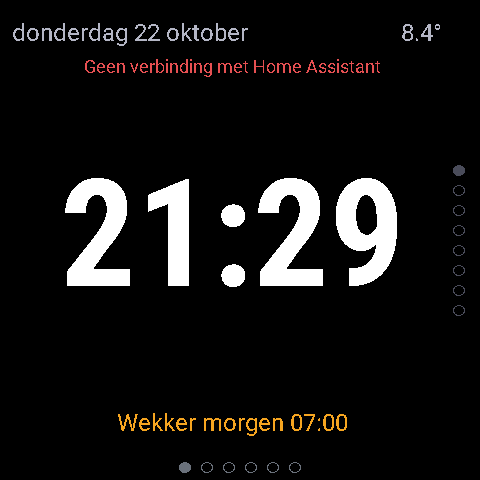 donderdag 22 oktober 8.4°
Geen verbinding met Home Assistant
21:29
Wekker morgen 07:00